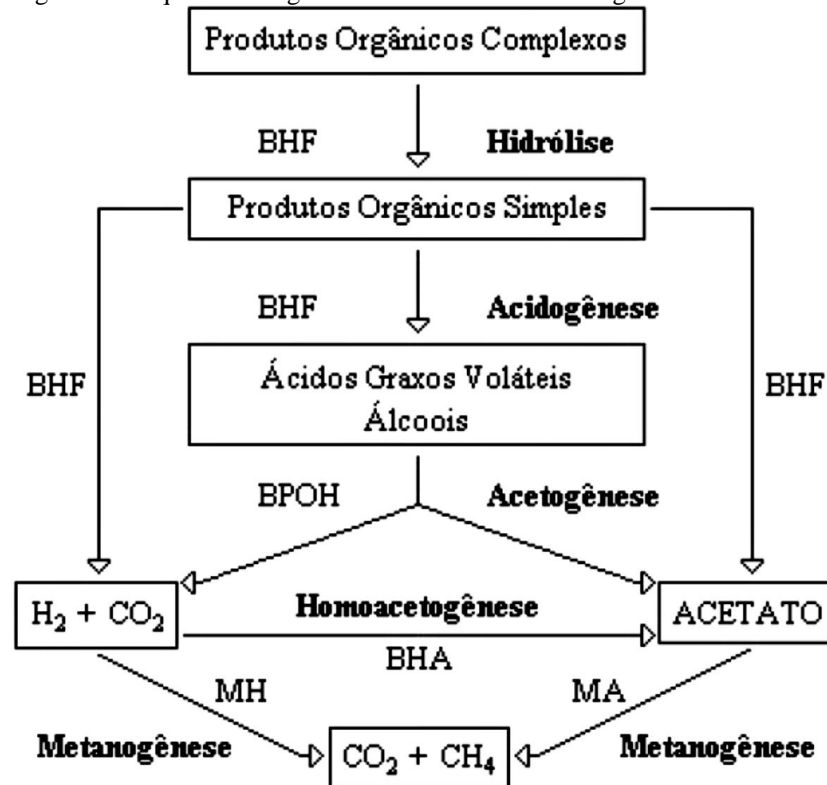 Produtos Orgânicos Complexos
BHF Hidrólise
Produtos Orgânicos Simples
BHF Acidogênese
BHF
BHF
Ácidos Graxos Voláteis
Álcoois
BPOH Acetogênese
H₂ + CO₂
Homoacetogênese
ACETATO
BHA
MH
MA
Metanogênese
CO₂ + CH₄
Metanogênese